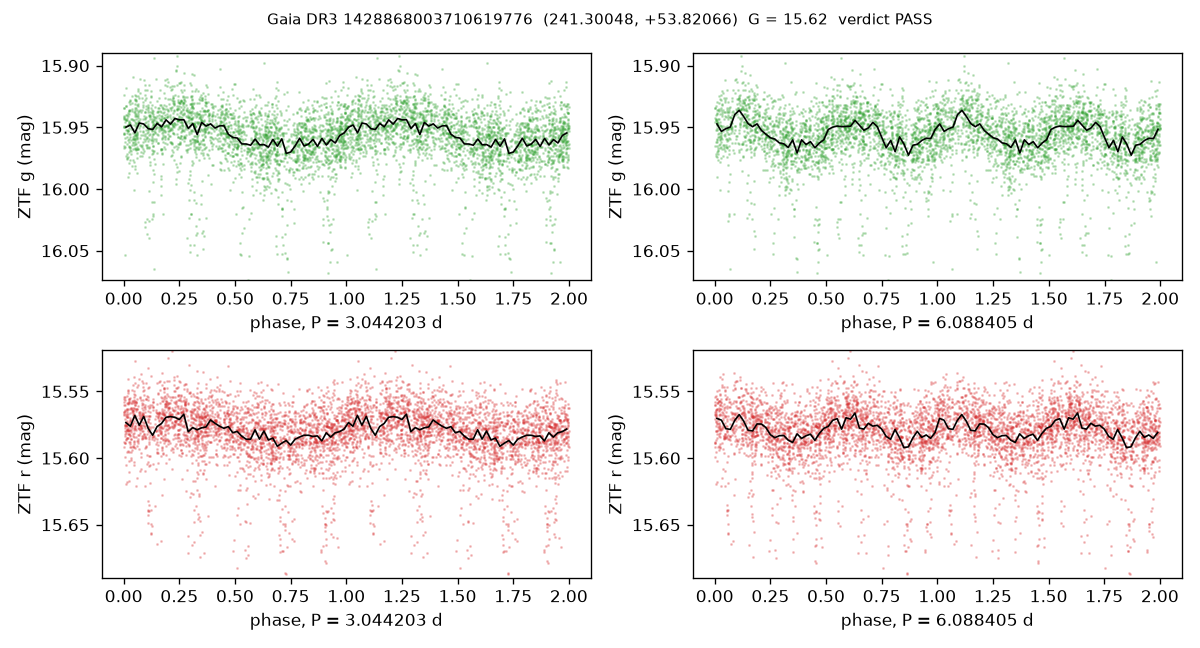 Gaia DR3 1428868003710619776 (241.30048, +53.82066) G = 15.62 verdict PASS
ZTF g (mag)
15.90
15.95
16.00
16.05
0.00 0.25 0.50 0.75 1.00 1.25 1.50 1.75 2.00
phase, P = 3.044203 d
ZTF g (mag)
15.90
15.95
16.00
16.05
0.00 0.25 0.50 0.75 1.00 1.25 1.50 1.75 2.00
phase, P = 6.088405 d
ZTF r (mag)
15.55
15.60
15.65
0.00 0.25 0.50 0.75 1.00 1.25 1.50 1.75 2.00
phase, P = 3.044203 d
ZTF r (mag)
15.55
15.60
15.65
0.00 0.25 0.50 0.75 1.00 1.25 1.50 1.75 2.00
phase, P = 6.088405 d